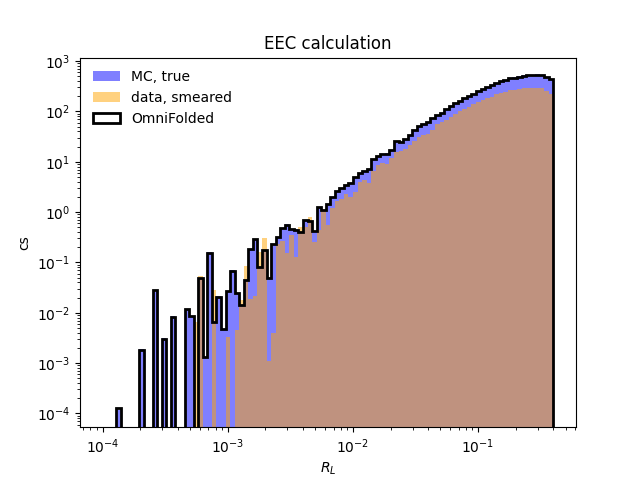 EEC calculation
MC, true
data, smeared
OmniFolded
cs
10³
10²
10¹
10⁰
10⁻¹
10⁻²
10⁻³
10⁻⁴
10⁻⁴ 10⁻³ 10⁻² 10⁻¹
R_L